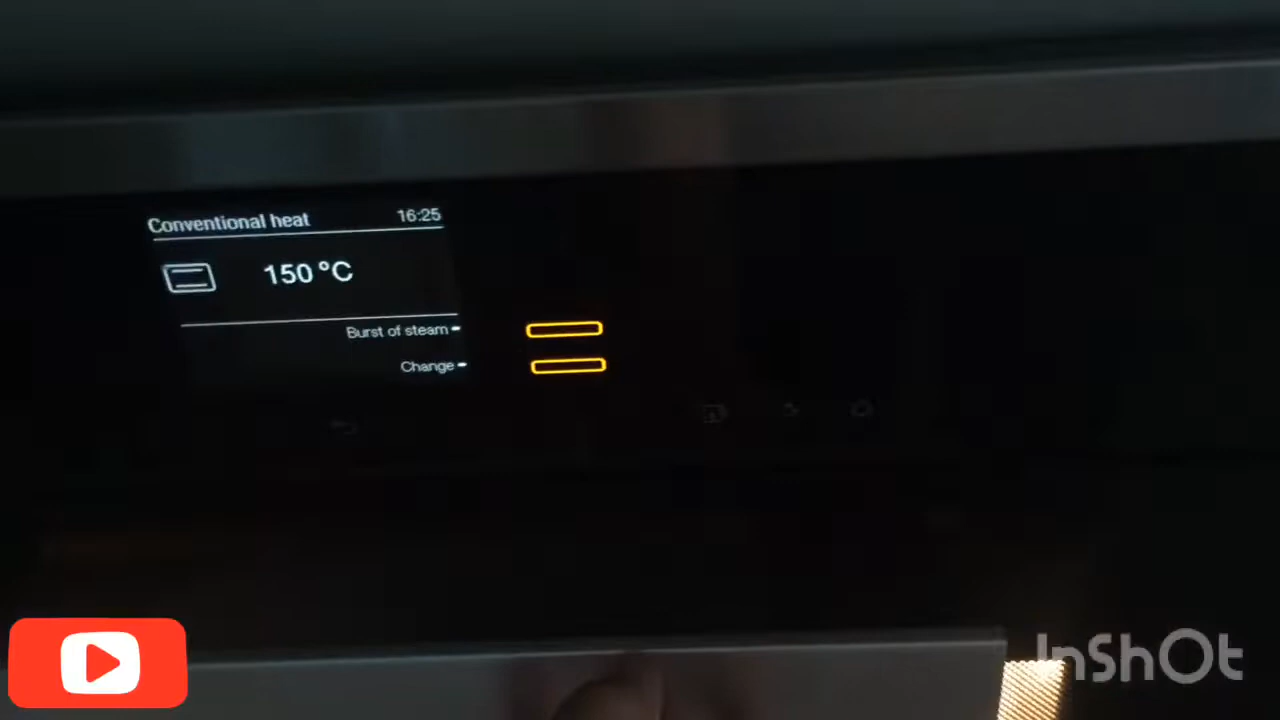 Conventional heat 16:25
150 °C
Burst of steam
Change
InShOt